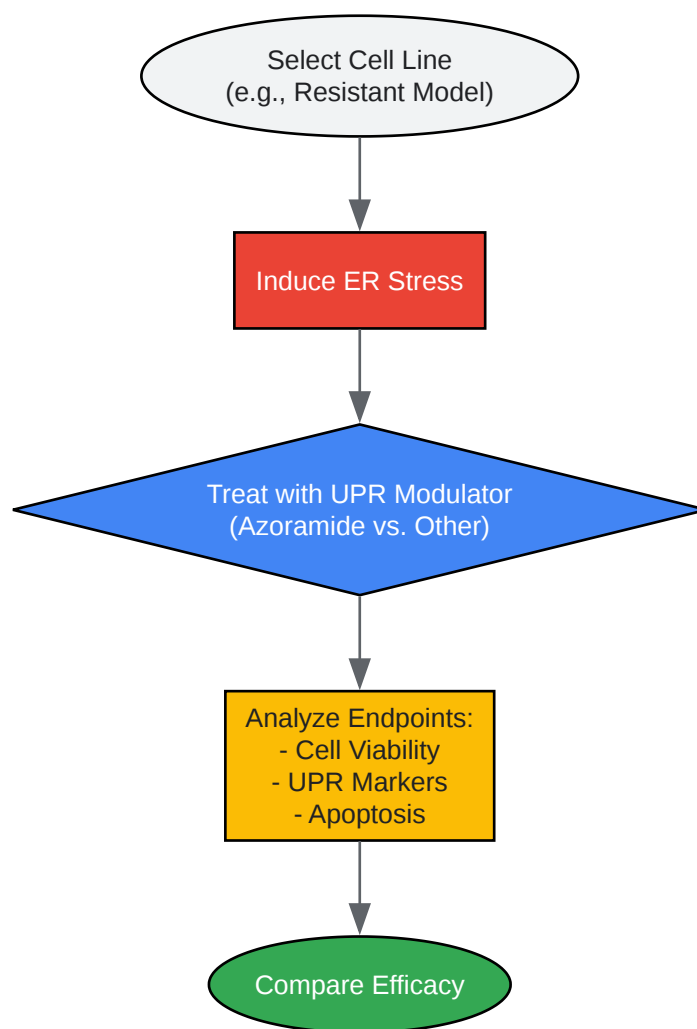 Select Cell Line
(e.g., Resistant Model)
Induce ER Stress
Treat with UPR Modulator
(Azoramide vs. Other)
Analyze Endpoints:
- Cell Viability
- UPR Markers
- Apoptosis
Compare Efficacy